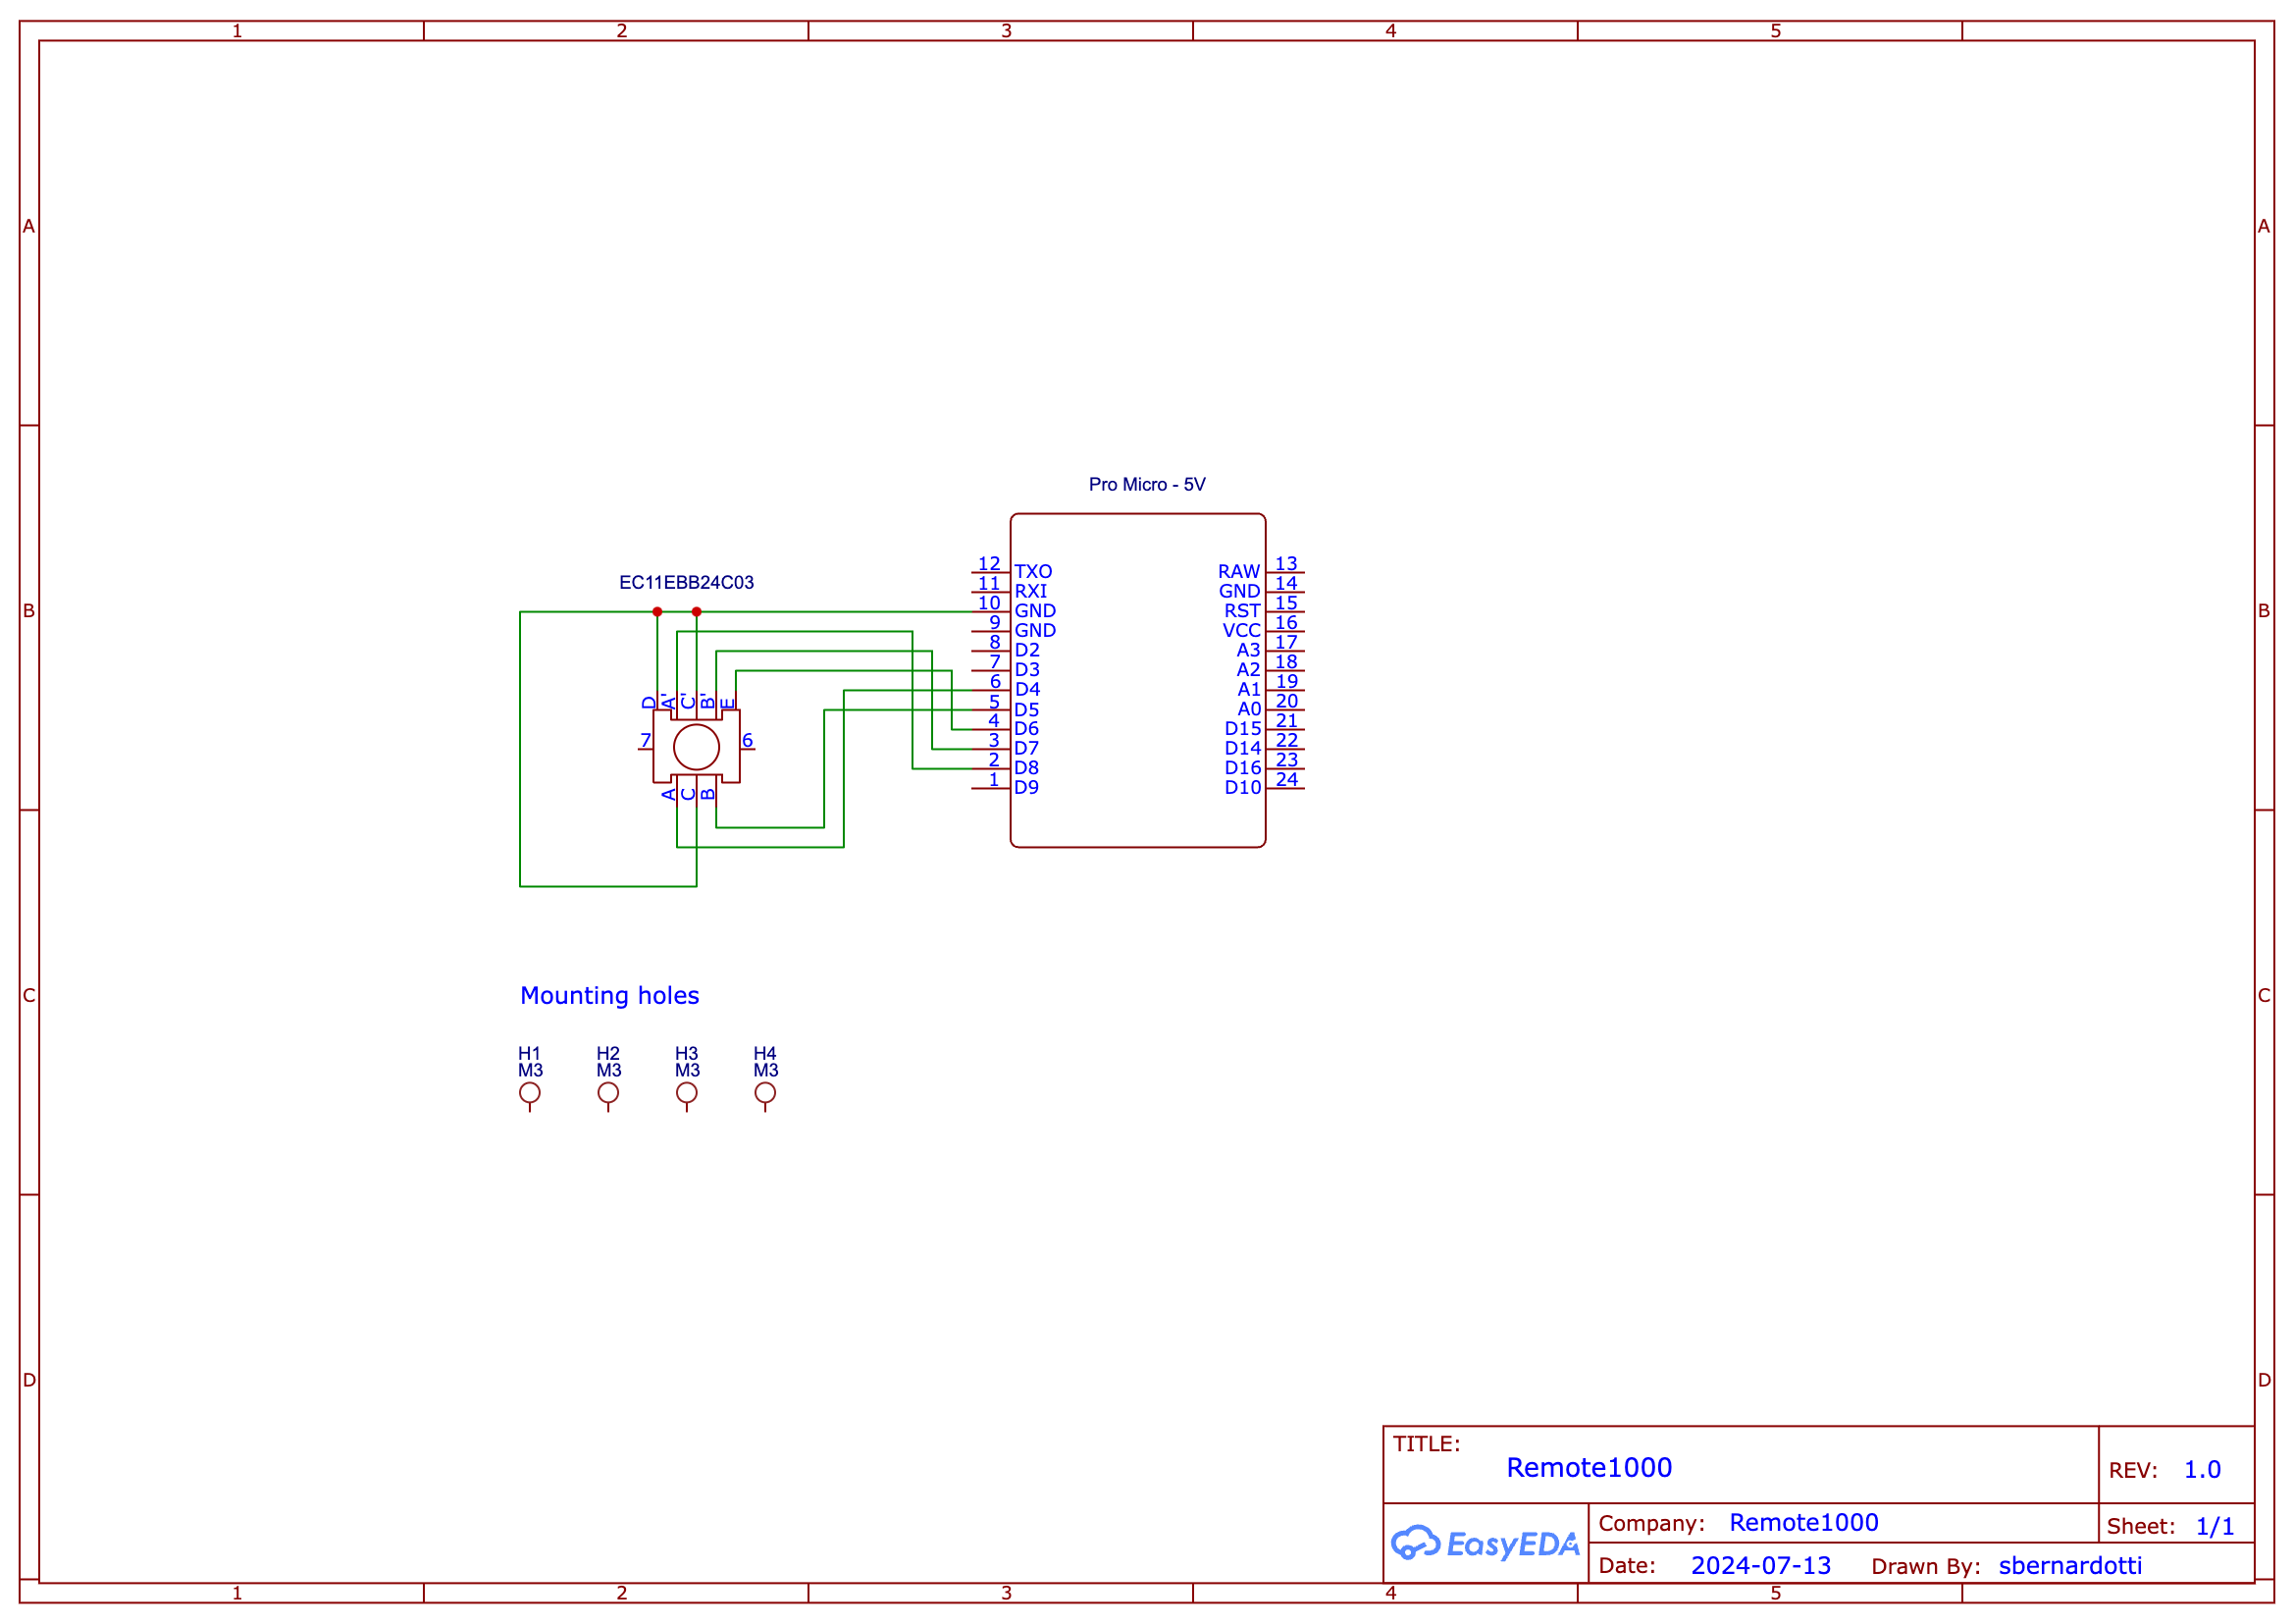 1 2 3 4 5
A A
Pro Micro - 5V
12 TXO RAW 13
11 RXI GND 14
EC11EBB24C03
B 10 GND RST 15 B
9 GND VCC 16
8 D2 A3 17
7 D3 A2 18
6 D4 A1 19
D A' C' B' E
5 D5 A0 20
4 D6 D15 21
7 6
3 D7 D14 22
2 D8 D16 23
1 D9 D10 24
A C B
Mounting holes
C C
H1 H2 H3 H4
M3 M3 M3 M3
D D
TITLE:
Remote1000
REV: 1.0
EasyEDA
Company: Remote1000
Sheet: 1/1
Date: 2024-07-13 Drawn By: sbernardotti
1 2 3 4 5